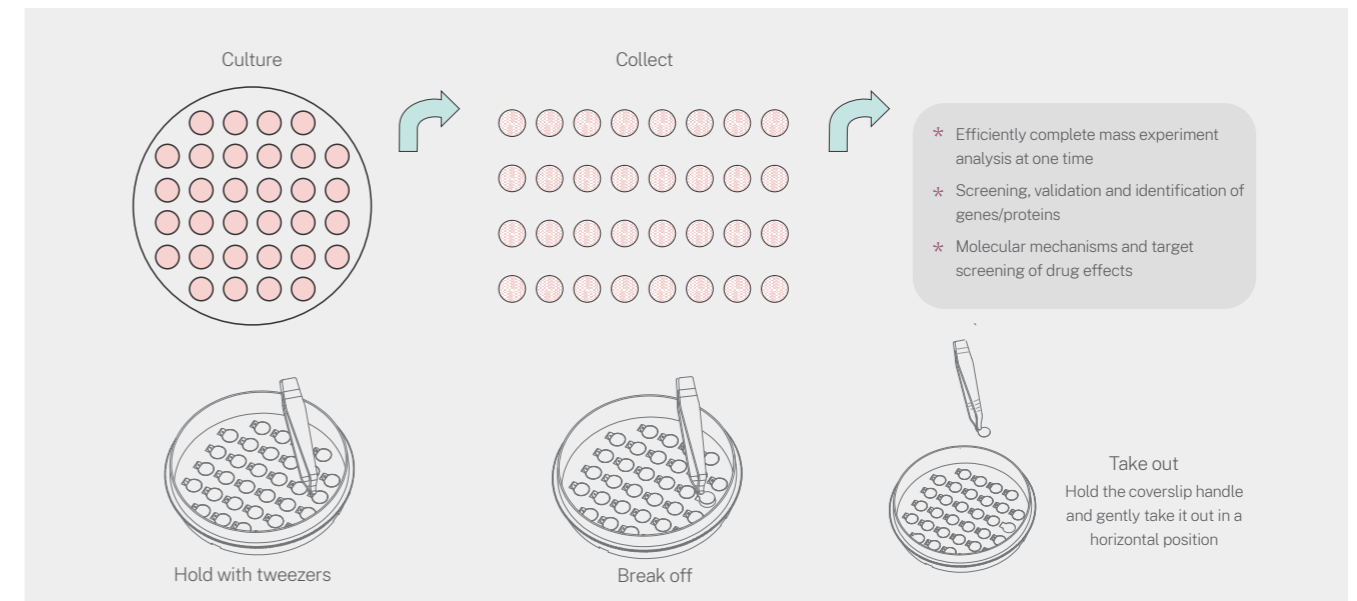 Culture
Collect
* Efficiently complete mass experiment
analysis at one time
* Screening, validation and identification of
genes/proteins
* Molecular mechanisms and target
screening of drug effects
Hold with tweezers
Break off
Take out
Hold the coverslip handle
and gently take it out in a
horizontal position